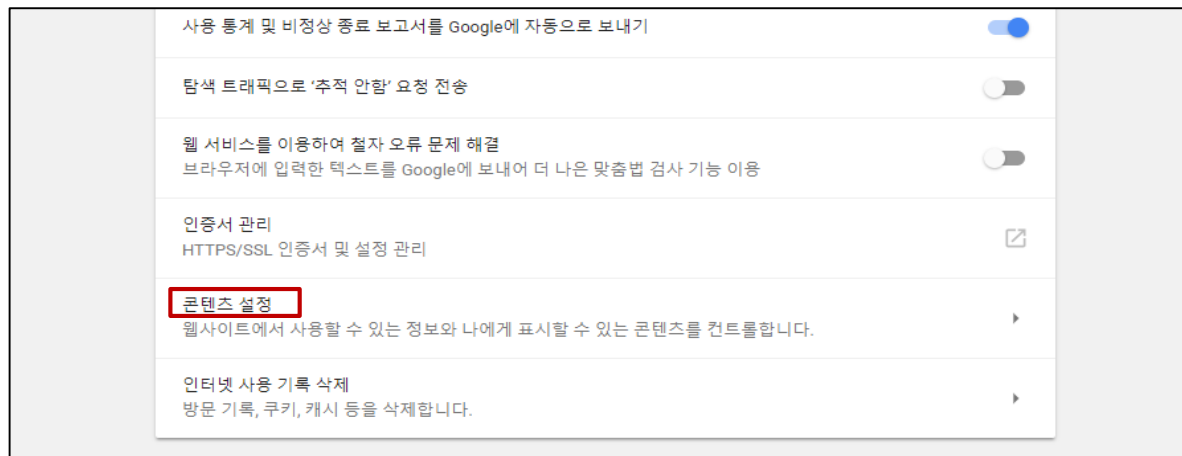 사용 통계 및 비정상 종료 보고서를 Google에 자동으로 보내기
탐색 트래픽으로 ‘추적 안함’ 요청 전송
웹 서비스를 이용하여 철자 오류 문제 해결
브라우저에 입력한 텍스트를 Google에 보내어 더 나은 맞춤법 검사 기능 이용
인증서 관리
HTTPS/SSL 인증서 및 설정 관리
콘텐츠 설정
웹사이트에서 사용할 수 있는 정보와 나에게 표시할 수 있는 콘텐츠를 컨트롤합니다.
인터넷 사용 기록 삭제
방문 기록, 쿠키, 캐시 등을 삭제합니다.